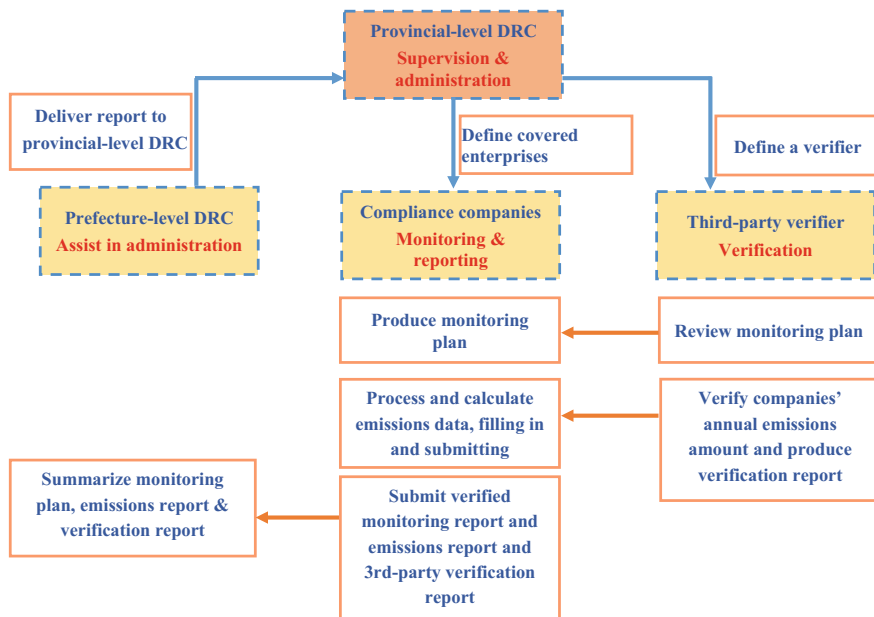 Provincial-level DRC
Supervision &
administration
Deliver report to
provincial-level DRC
Define covered
enterprises
Define a verifier
Prefecture-level DRC
Assist in administration
Compliance companies
Monitoring &
reporting
Third-party verifier
Verification
Produce monitoring
plan
Review monitoring plan
Process and calculate
emissions data, filling in
and submitting
Verify companies’
annual emissions
amount and produce
verification report
Summarize monitoring
plan, emissions report &
verification report
Submit verified
monitoring report and
emissions report and
3rd-party verification
report